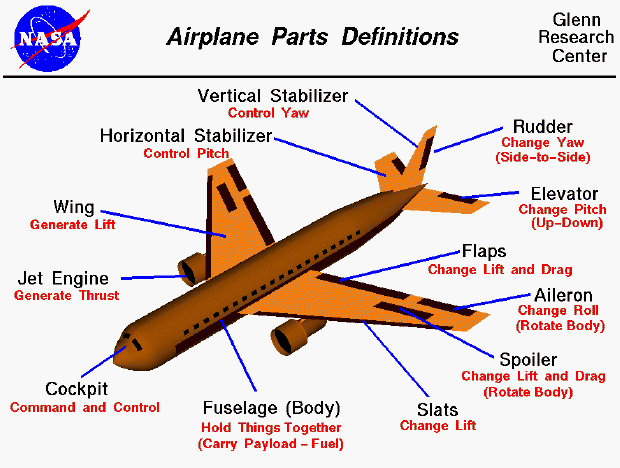 NASA
Airplane Parts Definitions
Glenn
Research
Center
Vertical Stabilizer
Control Yaw
Horizontal Stabilizer
Control Pitch
Rudder
Change Yaw
(Side-to-Side)
Wing
Generate Lift
Elevator
Change Pitch
(Up-Down)
Flaps
Change Lift and Drag
Jet Engine
Generate Thrust
Aileron
Change Roll
(Rotate Body)
Spoiler
Change Lift and Drag
(Rotate Body)
Cockpit
Command and Control
Fuselage (Body)
Hold Things Together
(Carry Payload - Fuel)
Slats
Change Lift